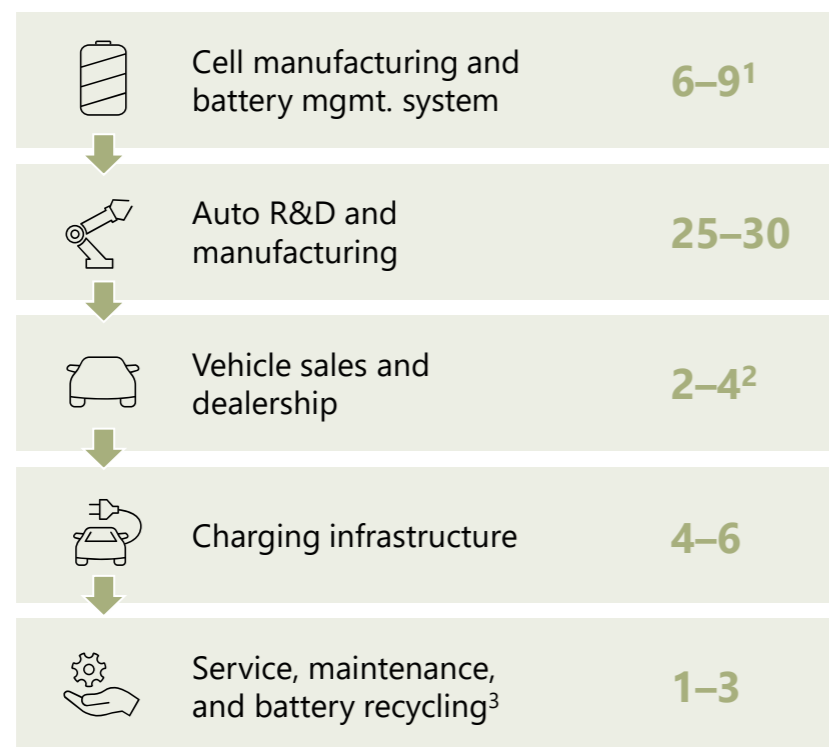 Cell manufacturing and
battery mgmt. system
6–9¹
Auto R&D and
manufacturing
25–30
Vehicle sales and
dealership
2–4²
Charging infrastructure
4–6
Service, maintenance,
and battery recycling³
1–3